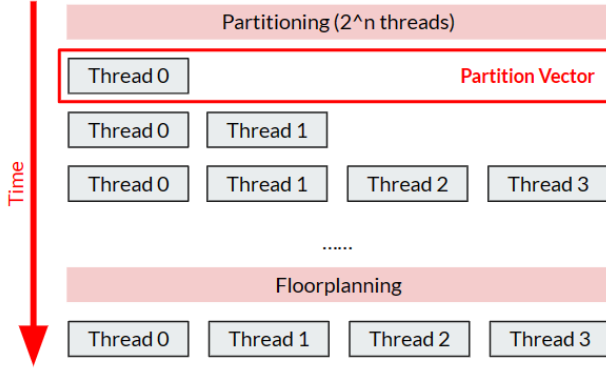 Partitioning (2^n threads)
Thread 0 Partition Vector
Thread 0 Thread 1
Thread 0 Thread 1 Thread 2 Thread 3
Time
......
Floorplanning
Thread 0 Thread 1 Thread 2 Thread 3